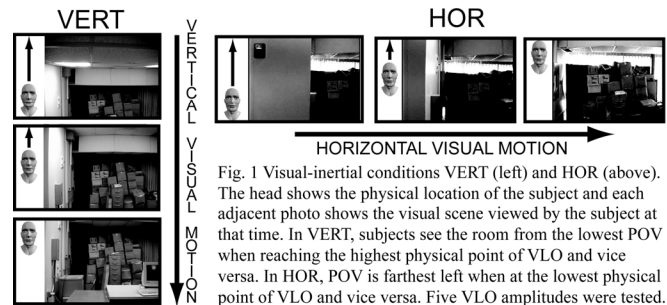 VERT
VERTICAL VISUAL MOTION
HOR
HORIZONTAL VISUAL MOTION
Fig. 1 Visual-inertial conditions VERT (left) and HOR (above).
The head shows the physical location of the subject and each
adjacent photo shows the visual scene viewed by the subject at
that time. In VERT, subjects see the room from the lowest POV
when reaching the highest physical point of VLO and vice
versa. In HOR, POV is farthest left when at the lowest physical
point of VLO and vice versa. Five VLO amplitudes were tested.